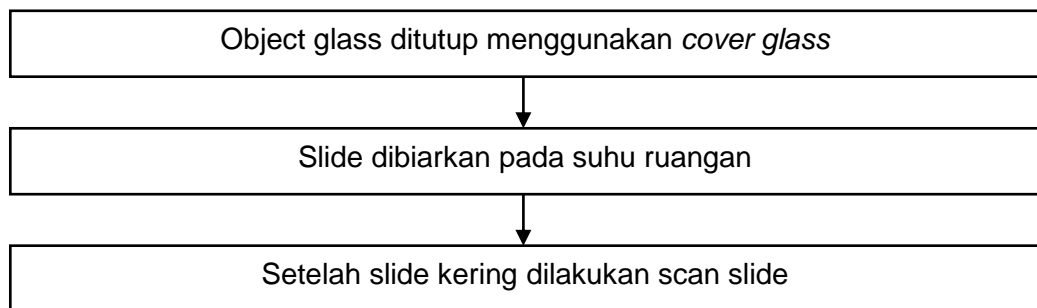 Object glass ditutup menggunakan cover glass
Slide dibiarkan pada suhu ruangan
Setelah slide kering dilakukan scan slide